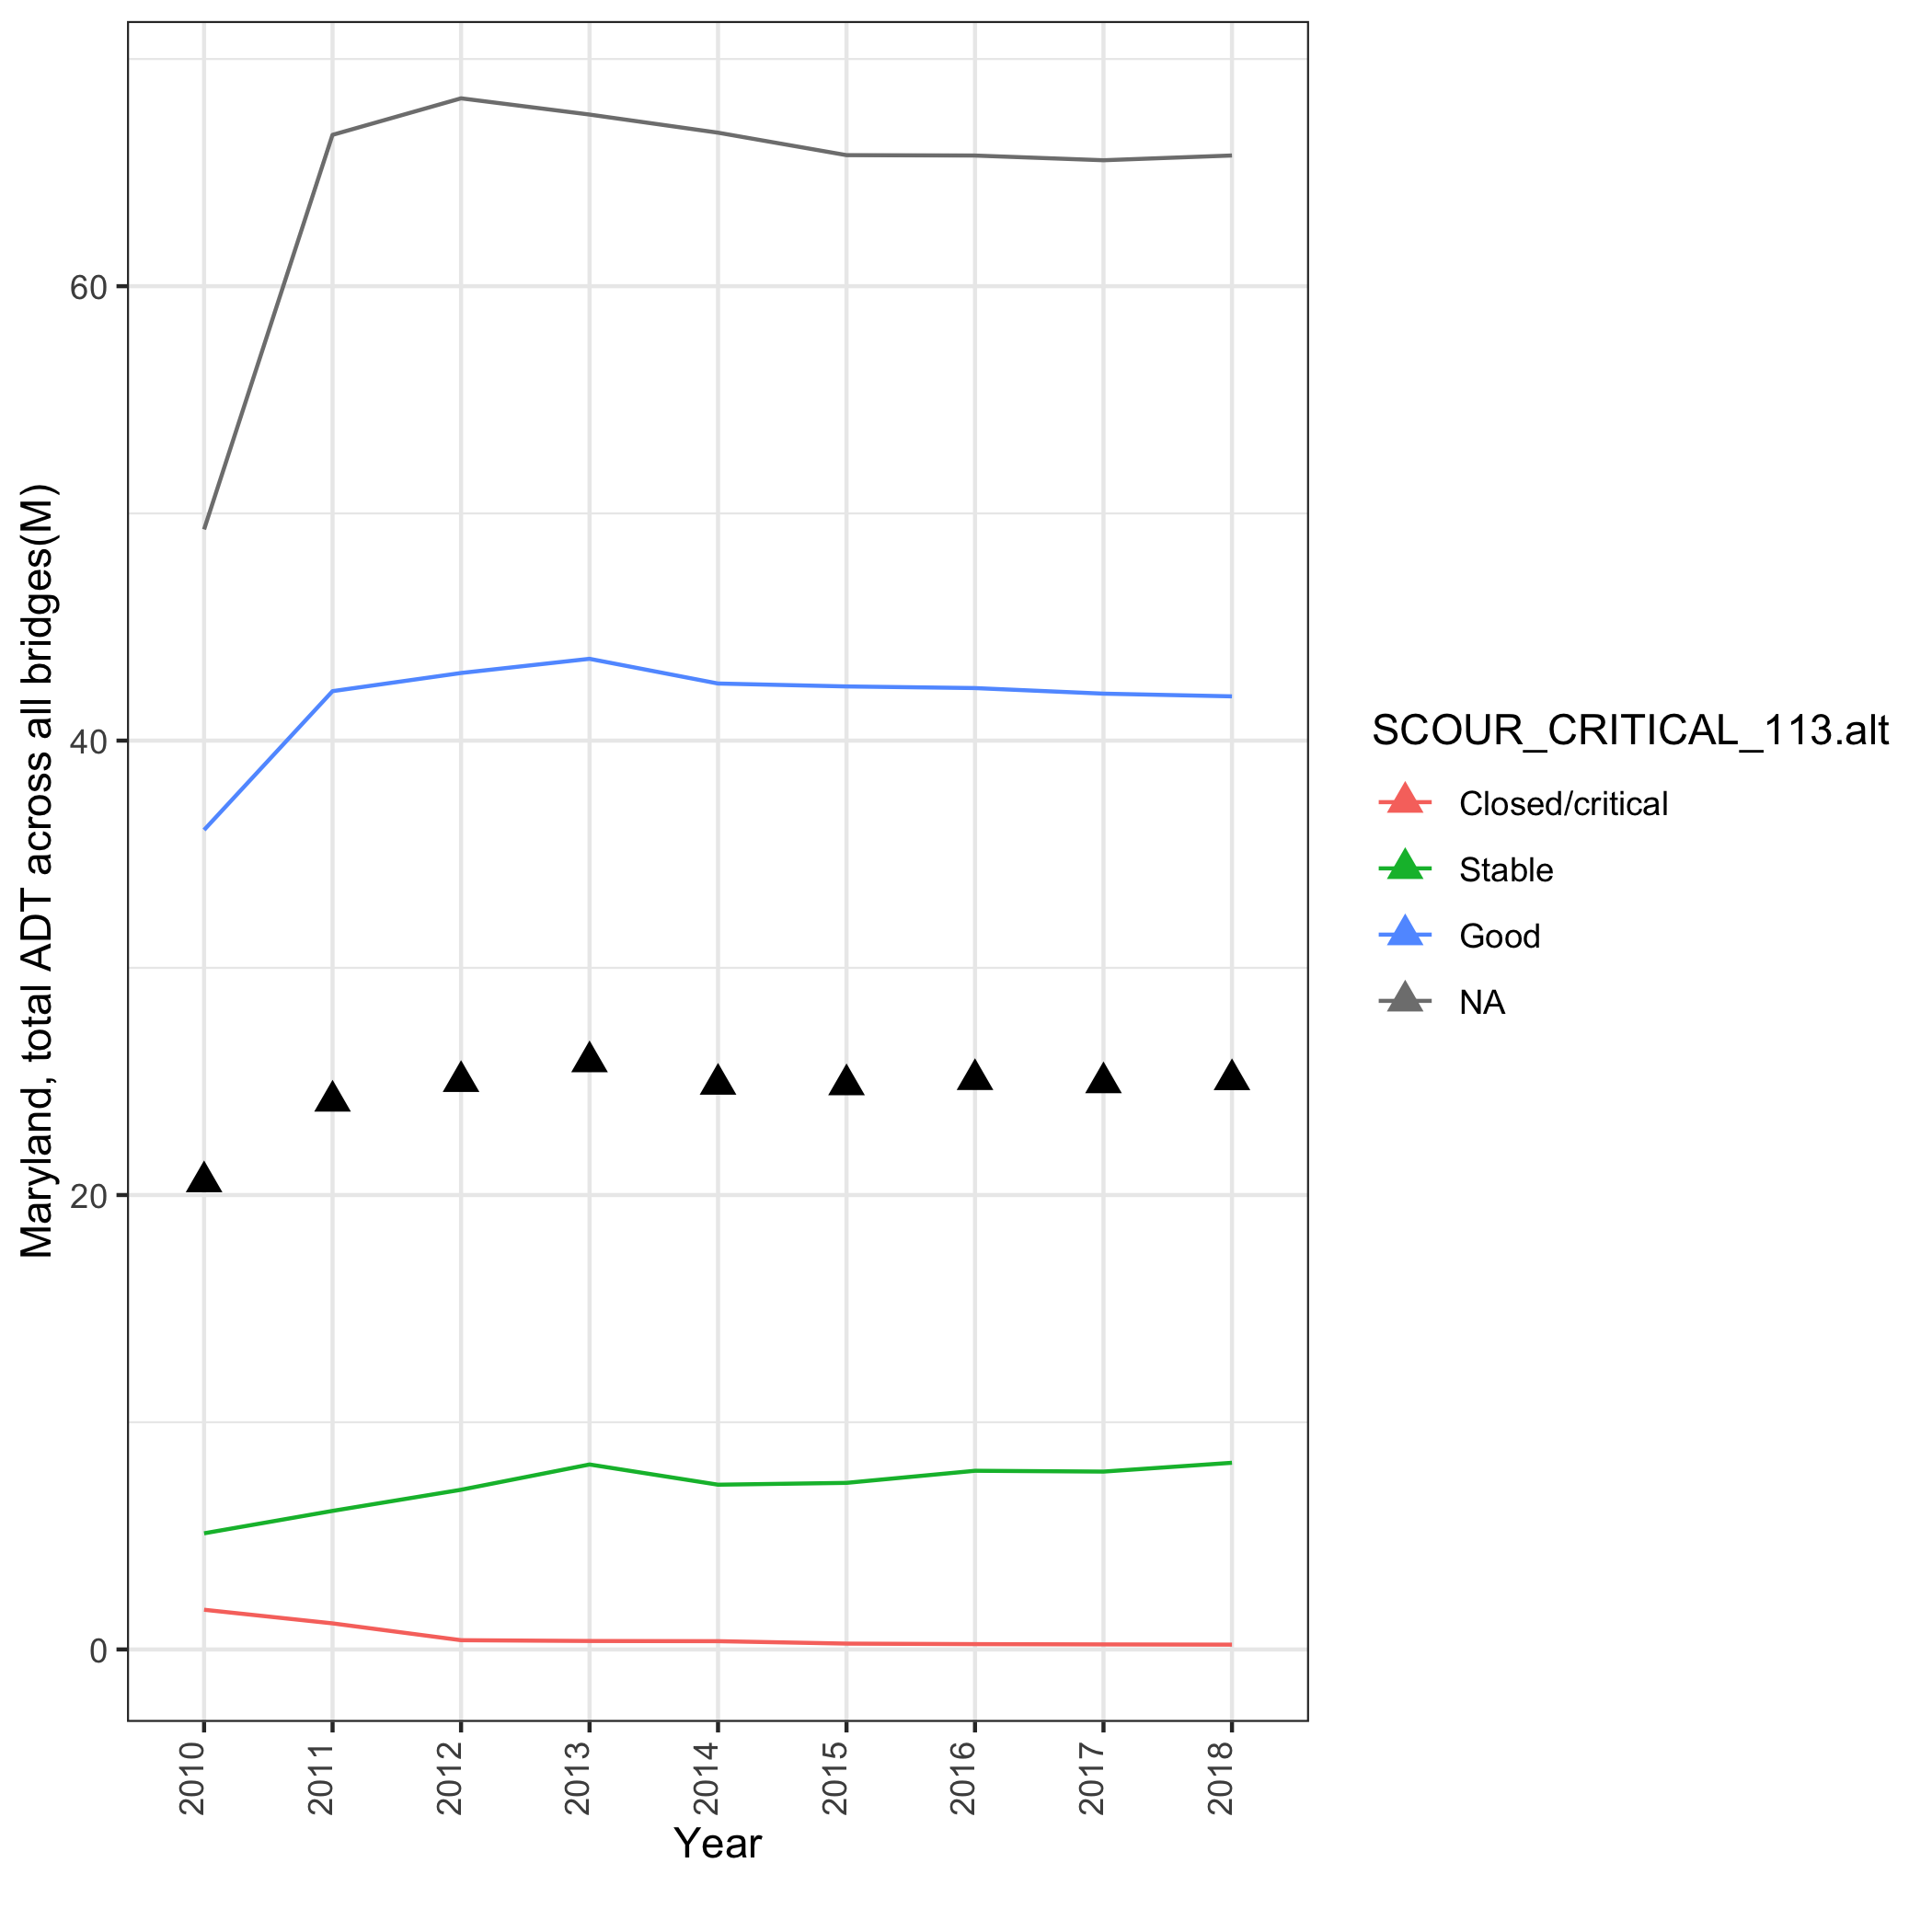 Maryland, total ADT across all bridges(M)
60
40
20
0
2010
2011
2012
2013
2014
2015
2016
2017
2018
Year
SCOUR_CRITICAL_113.alt
Closed/critical
Stable
Good
NA